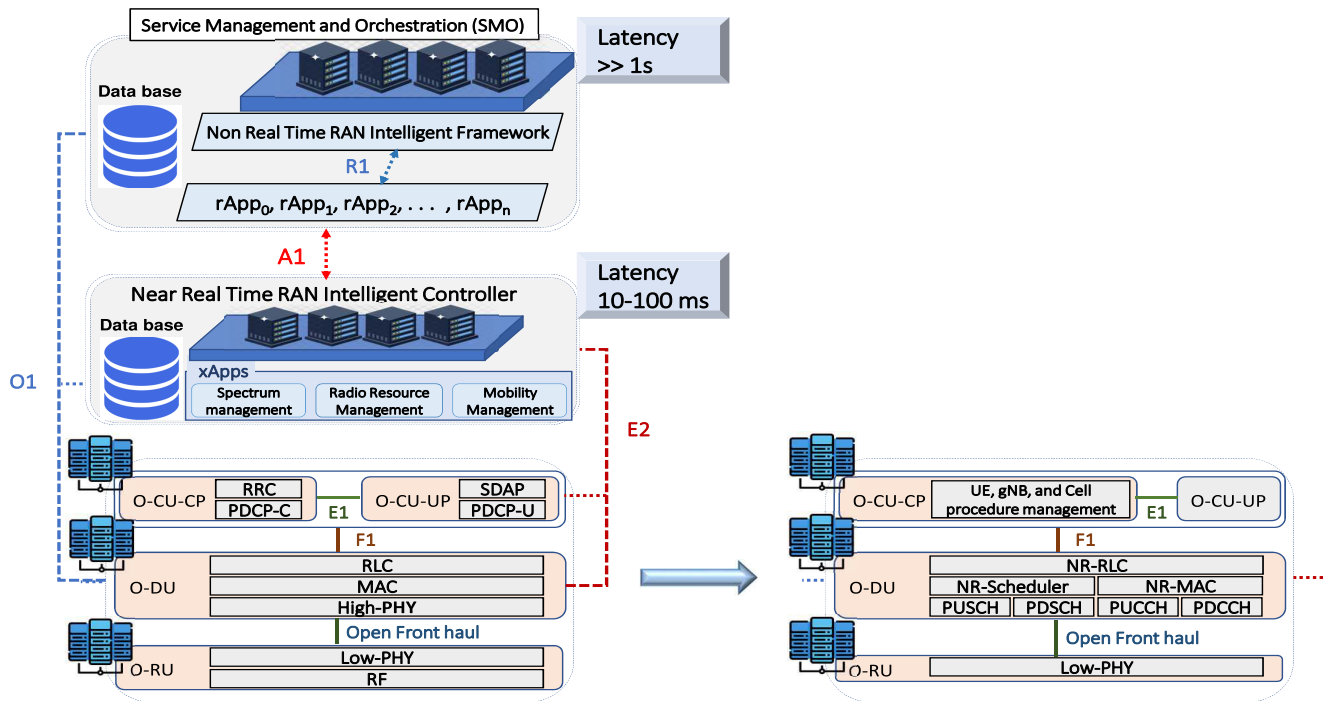 Service Management and Orchestration (SMO)
Latency
>> 1s
Data base
Non Real Time RAN Intelligent Framework
R1
rApp0, rApp1, rApp2, . . . , rAppn
A1
Latency
10-100 ms
Near Real Time RAN Intelligent Controller
Data base
xApps
Spectrum
management
Radio Resource
Management
Mobility
Management
O1
E2
O-CU-CP
RRC
PDCP-C
E1
O-CU-UP
SDAP
PDCP-U
F1
O-DU
RLC
MAC
High-PHY
Open Front haul
O-RU
Low-PHY
RF
O-CU-CP
UE, gNB, and Cell
procedure management
E1
O-CU-UP
F1
O-DU
NR-RLC
NR-Scheduler
NR-MAC
PUSCH
PDSCH
PUCCH
PDCCH
Open Front haul
O-RU
Low-PHY